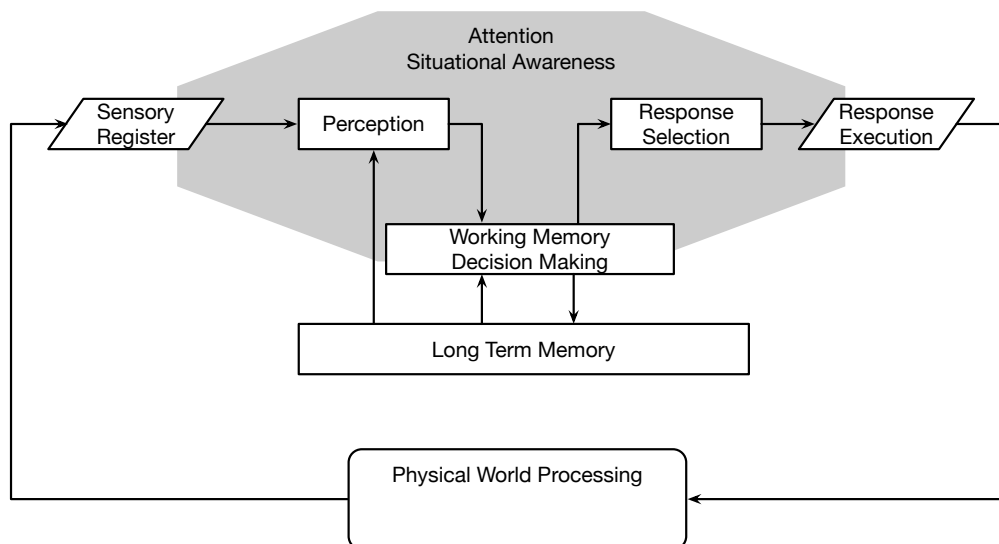 Attention
Situational Awareness
Sensory
Register
Perception
Response
Selection
Response
Execution
Working Memory
Decision Making
Long Term Memory
Physical World Processing